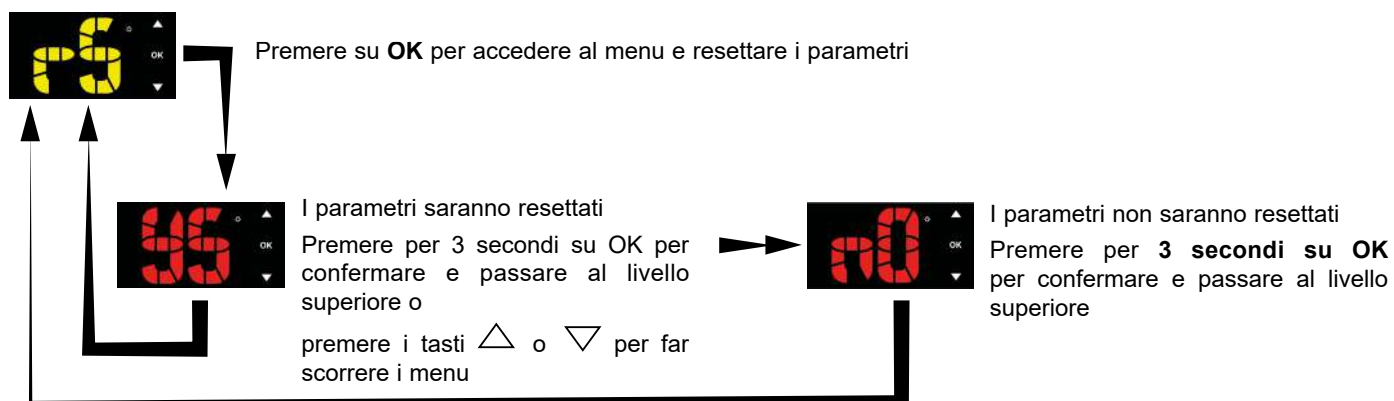 rS
OK
Premere su OK per accedere al menu e resettare i parametri
yS
OK
I parametri saranno resettati
Premere per 3 secondi su OK per
confermare e passare al livello
superiore o
premere i tasti △ o ▽ per far
scorrere i menu
nO
OK
I parametri non saranno resettati
Premere per 3 secondi su OK
per confermare e passare al livello
superiore